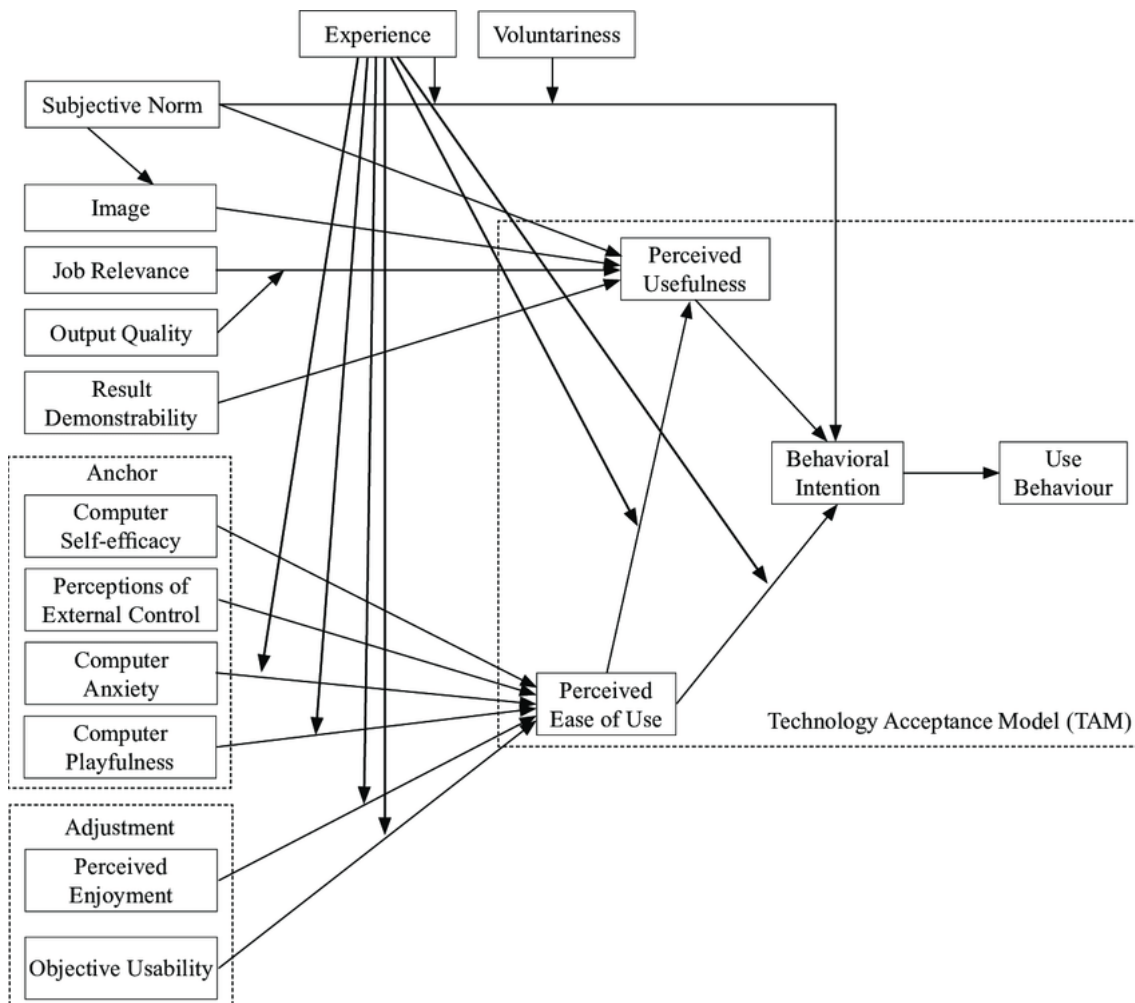 Experience
Voluntariness
Subjective Norm
Image
Job Relevance
Output Quality
Result
Demonstrability
Perceived
Usefulness
Behavioral
Intention
Use
Behaviour
Anchor
Computer
Self-efficacy
Perceptions of
External Control
Computer
Anxiety
Computer
Playfulness
Perceived
Ease of Use
Technology Acceptance Model (TAM)
Adjustment
Perceived
Enjoyment
Objective Usability